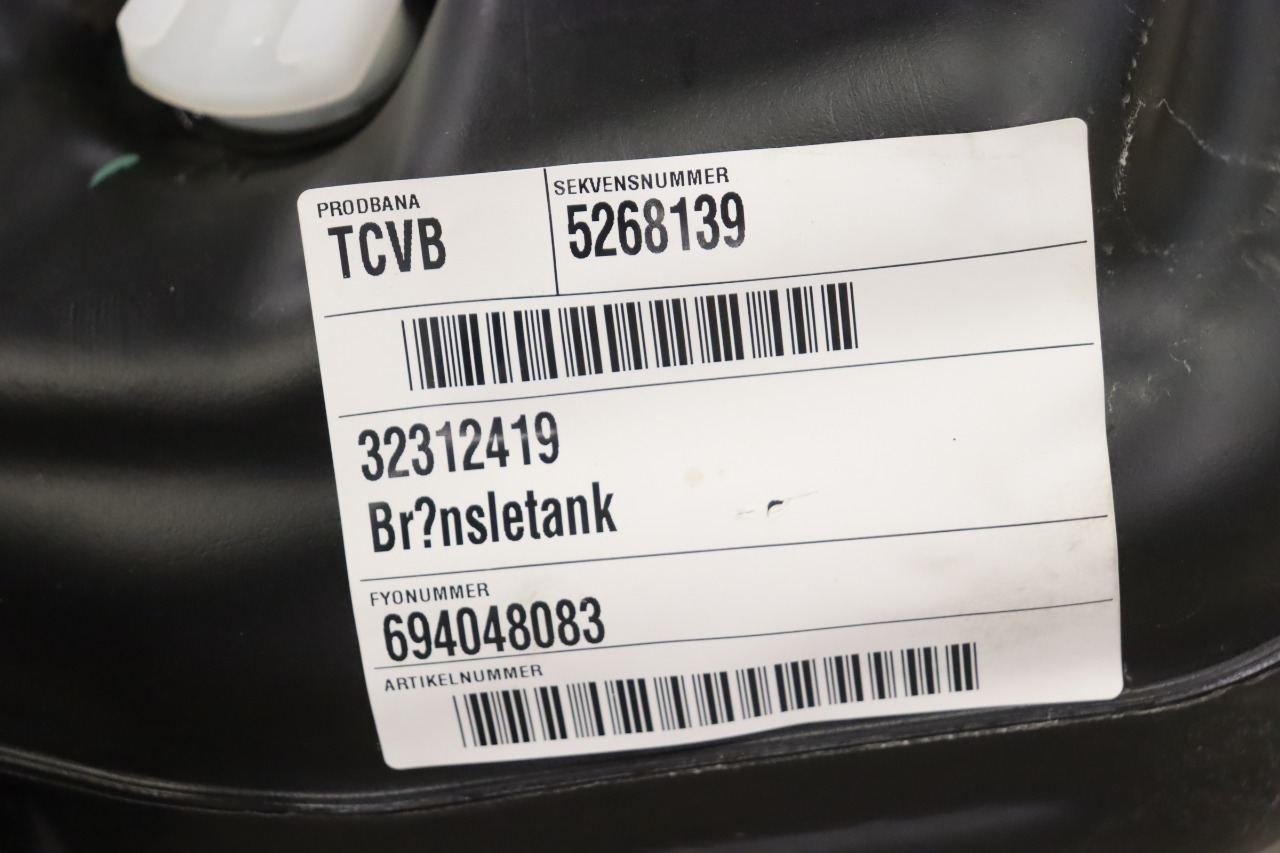 PRODBANA
TCVB
SEKVENSNUMMER
5268139
32312419
Br?nsletank
FYONUMMER
694048083
ARTIKELNUMMER